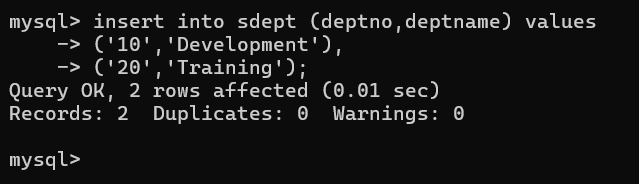 mysql> insert into sdept (deptno,deptname) values
    -> ('10','Development'),
    -> ('20','Training');
Query OK, 2 rows affected (0.01 sec)
Records: 2  Duplicates: 0  Warnings: 0

mysql>